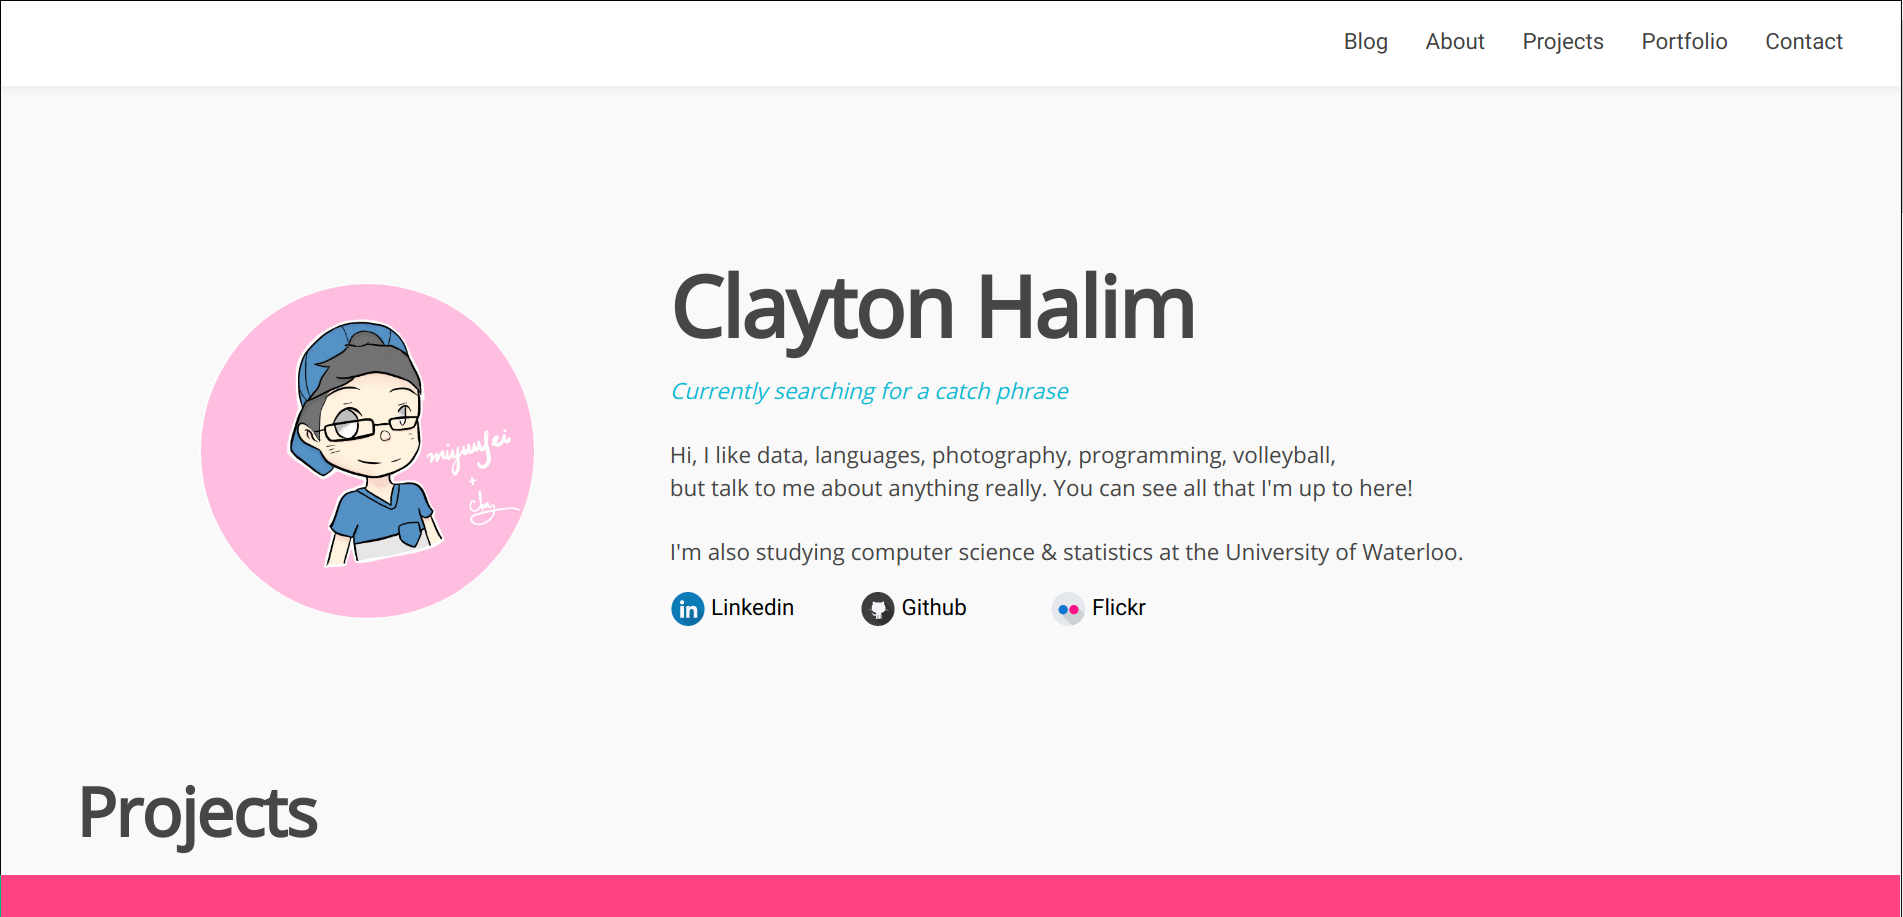 Blog About Projects Portfolio Contact
Clayton Halim
Currently searching for a catch phrase
Hi, I like data, languages, photography, programming, volleyball,
but talk to me about anything really. You can see all that I'm up to here!
I'm also studying computer science & statistics at the University of Waterloo.
in Linkedin Github Flickr
miyuufei
+
clay
Projects